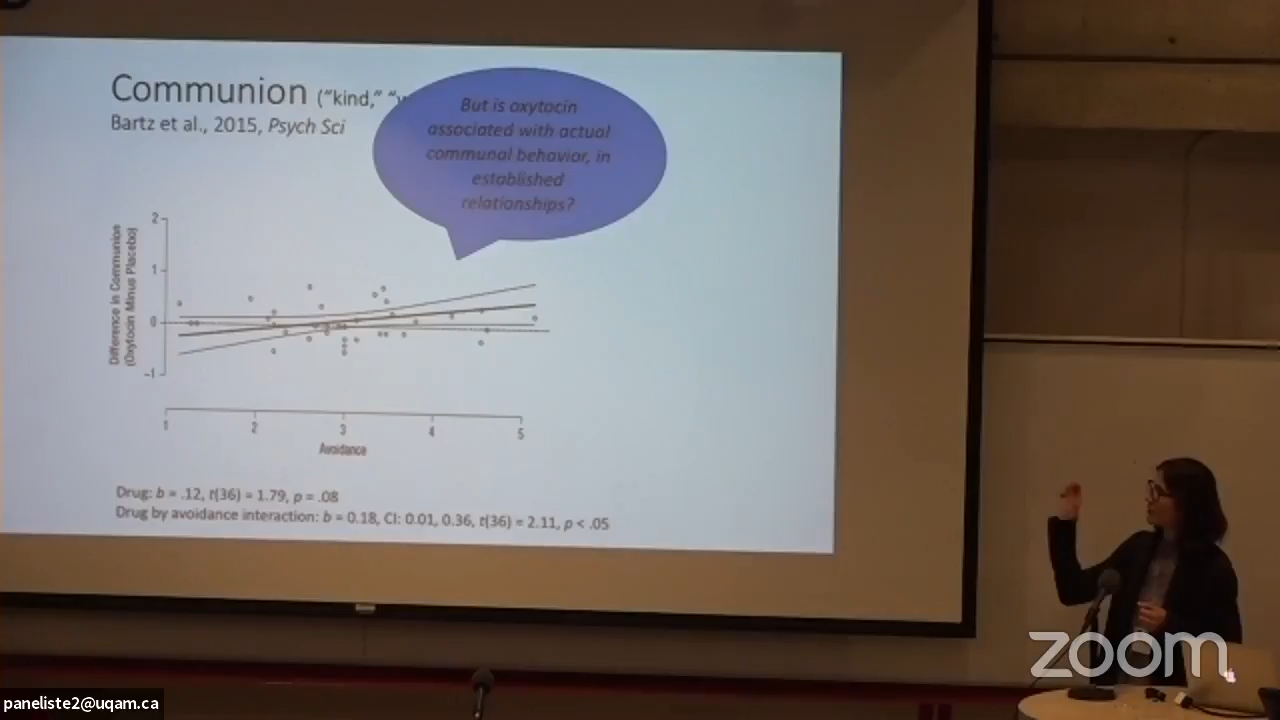 Communion ("kind," "w
Bartz et al., 2015, Psych Sci
But is oxytocin
associated with actual
communal behavior, in
established
relationships?
Difference in Communion
(Oxytocin Minus Placebo)
2
1
0
-1
1 2 3 4 5
Avoidance
Drug: b = .12, t(36) = 1.79, p = .08
Drug by avoidance interaction: b = 0.18, CI: 0.01, 0.36, t(36) = 2.11, p < .05
zoom
paneliste2@uqam.ca